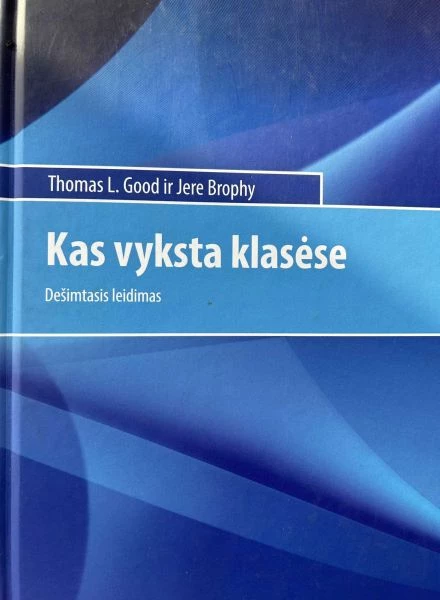 Thomas L. Good ir Jere Brophy
Kas vyksta klasėse
Dešimtasis leidimas